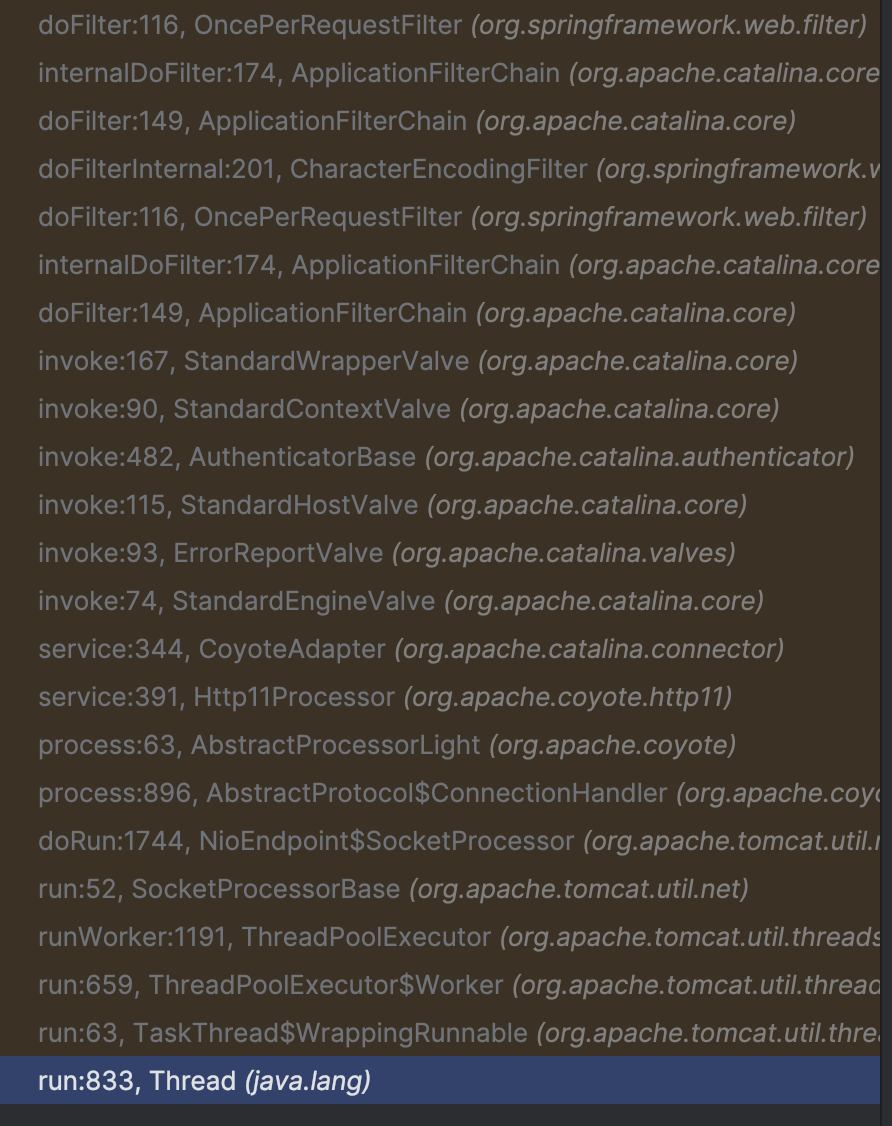 doFilter:116, OncePerRequestFilter (org.springframework.web.filter)
internalDoFilter:174, ApplicationFilterChain (org.apache.catalina.core
doFilter:149, ApplicationFilterChain (org.apache.catalina.core)
doFilterInternal:201, CharacterEncodingFilter (org.springframework.w
doFilter:116, OncePerRequestFilter (org.springframework.web.filter)
internalDoFilter:174, ApplicationFilterChain (org.apache.catalina.core
doFilter:149, ApplicationFilterChain (org.apache.catalina.core)
invoke:167, StandardWrapperValve (org.apache.catalina.core)
invoke:90, StandardContextValve (org.apache.catalina.core)
invoke:482, AuthenticatorBase (org.apache.catalina.authenticator)
invoke:115, StandardHostValve (org.apache.catalina.core)
invoke:93, ErrorReportValve (org.apache.catalina.valves)
invoke:74, StandardEngineValve (org.apache.catalina.core)
service:344, CoyoteAdapter (org.apache.catalina.connector)
service:391, Http11Processor (org.apache.coyote.http11)
process:63, AbstractProcessorLight (org.apache.coyote)
process:896, AbstractProtocol$ConnectionHandler (org.apache.coyo
doRun:1744, NioEndpoint$SocketProcessor (org.apache.tomcat.util.n
run:52, SocketProcessorBase (org.apache.tomcat.util.net)
runWorker:1191, ThreadPoolExecutor (org.apache.tomcat.util.threads
run:659, ThreadPoolExecutor$Worker (org.apache.tomcat.util.thread
run:63, TaskThread$WrappingRunnable (org.apache.tomcat.util.threa
run:833, Thread (java.lang)